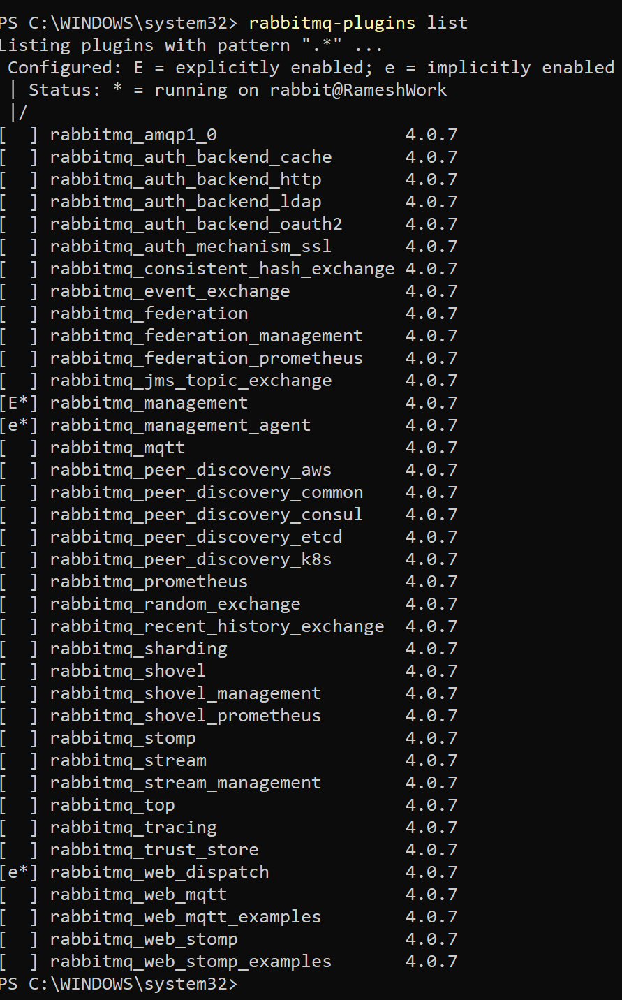 PS C:\WINDOWS\system32> rabbitmq-plugins list
Listing plugins with pattern ".*" ...
 Configured: E = explicitly enabled; e = implicitly enabled
 | Status: * = running on rabbit@RameshWork
 |/
[  ] rabbitmq_amqp1_0                  4.0.7
[  ] rabbitmq_auth_backend_cache       4.0.7
[  ] rabbitmq_auth_backend_http        4.0.7
[  ] rabbitmq_auth_backend_ldap        4.0.7
[  ] rabbitmq_auth_backend_oauth2      4.0.7
[  ] rabbitmq_auth_mechanism_ssl       4.0.7
[  ] rabbitmq_consistent_hash_exchange 4.0.7
[  ] rabbitmq_event_exchange           4.0.7
[  ] rabbitmq_federation               4.0.7
[  ] rabbitmq_federation_management    4.0.7
[  ] rabbitmq_federation_prometheus    4.0.7
[  ] rabbitmq_jms_topic_exchange       4.0.7
[E*] rabbitmq_management               4.0.7
[e*] rabbitmq_management_agent         4.0.7
[  ] rabbitmq_mqtt                     4.0.7
[  ] rabbitmq_peer_discovery_aws       4.0.7
[  ] rabbitmq_peer_discovery_common    4.0.7
[  ] rabbitmq_peer_discovery_consul    4.0.7
[  ] rabbitmq_peer_discovery_etcd      4.0.7
[  ] rabbitmq_peer_discovery_k8s       4.0.7
[  ] rabbitmq_prometheus               4.0.7
[  ] rabbitmq_random_exchange          4.0.7
[  ] rabbitmq_recent_history_exchange  4.0.7
[  ] rabbitmq_sharding                 4.0.7
[  ] rabbitmq_shovel                   4.0.7
[  ] rabbitmq_shovel_management        4.0.7
[  ] rabbitmq_shovel_prometheus        4.0.7
[  ] rabbitmq_stomp                    4.0.7
[  ] rabbitmq_stream                   4.0.7
[  ] rabbitmq_stream_management        4.0.7
[  ] rabbitmq_top                      4.0.7
[  ] rabbitmq_tracing                  4.0.7
[  ] rabbitmq_trust_store              4.0.7
[e*] rabbitmq_web_dispatch             4.0.7
[  ] rabbitmq_web_mqtt                 4.0.7
[  ] rabbitmq_web_mqtt_examples        4.0.7
[  ] rabbitmq_web_stomp                4.0.7
[  ] rabbitmq_web_stomp_examples       4.0.7
PS C:\WINDOWS\system32>